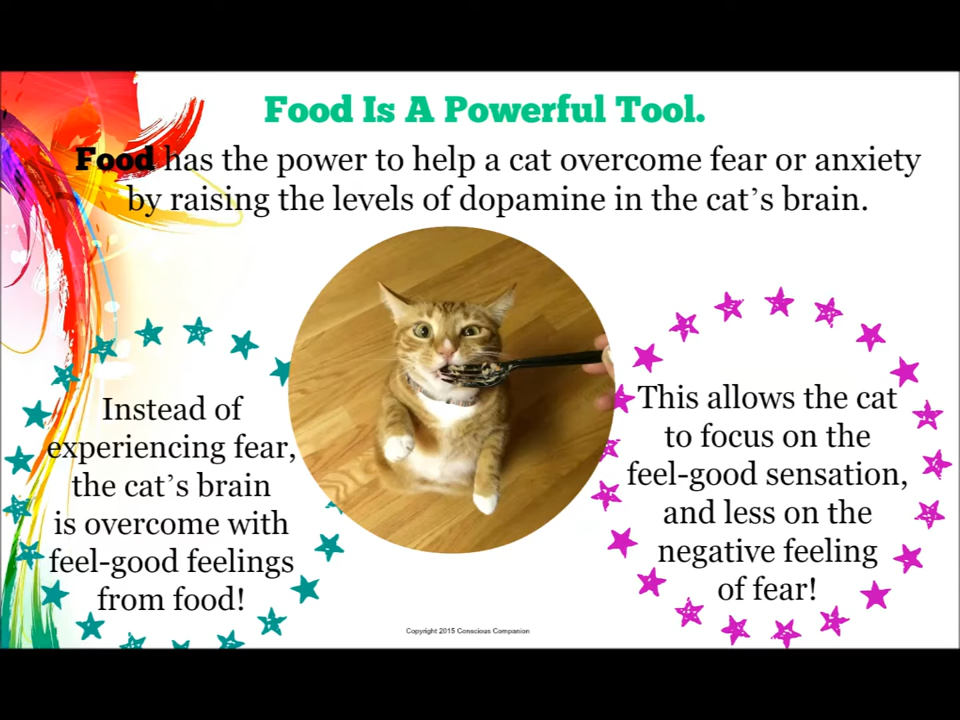 Food Is A Powerful Tool.
Food has the power to help a cat overcome fear or anxiety
by raising the levels of dopamine in the cat's brain.
Instead of
experiencing fear,
the cat's brain
is overcome with
feel-good feelings
from food!
This allows the cat
to focus on the
feel-good sensation,
and less on the
negative feeling
of fear!
Copyright 2015 Conscious Companion